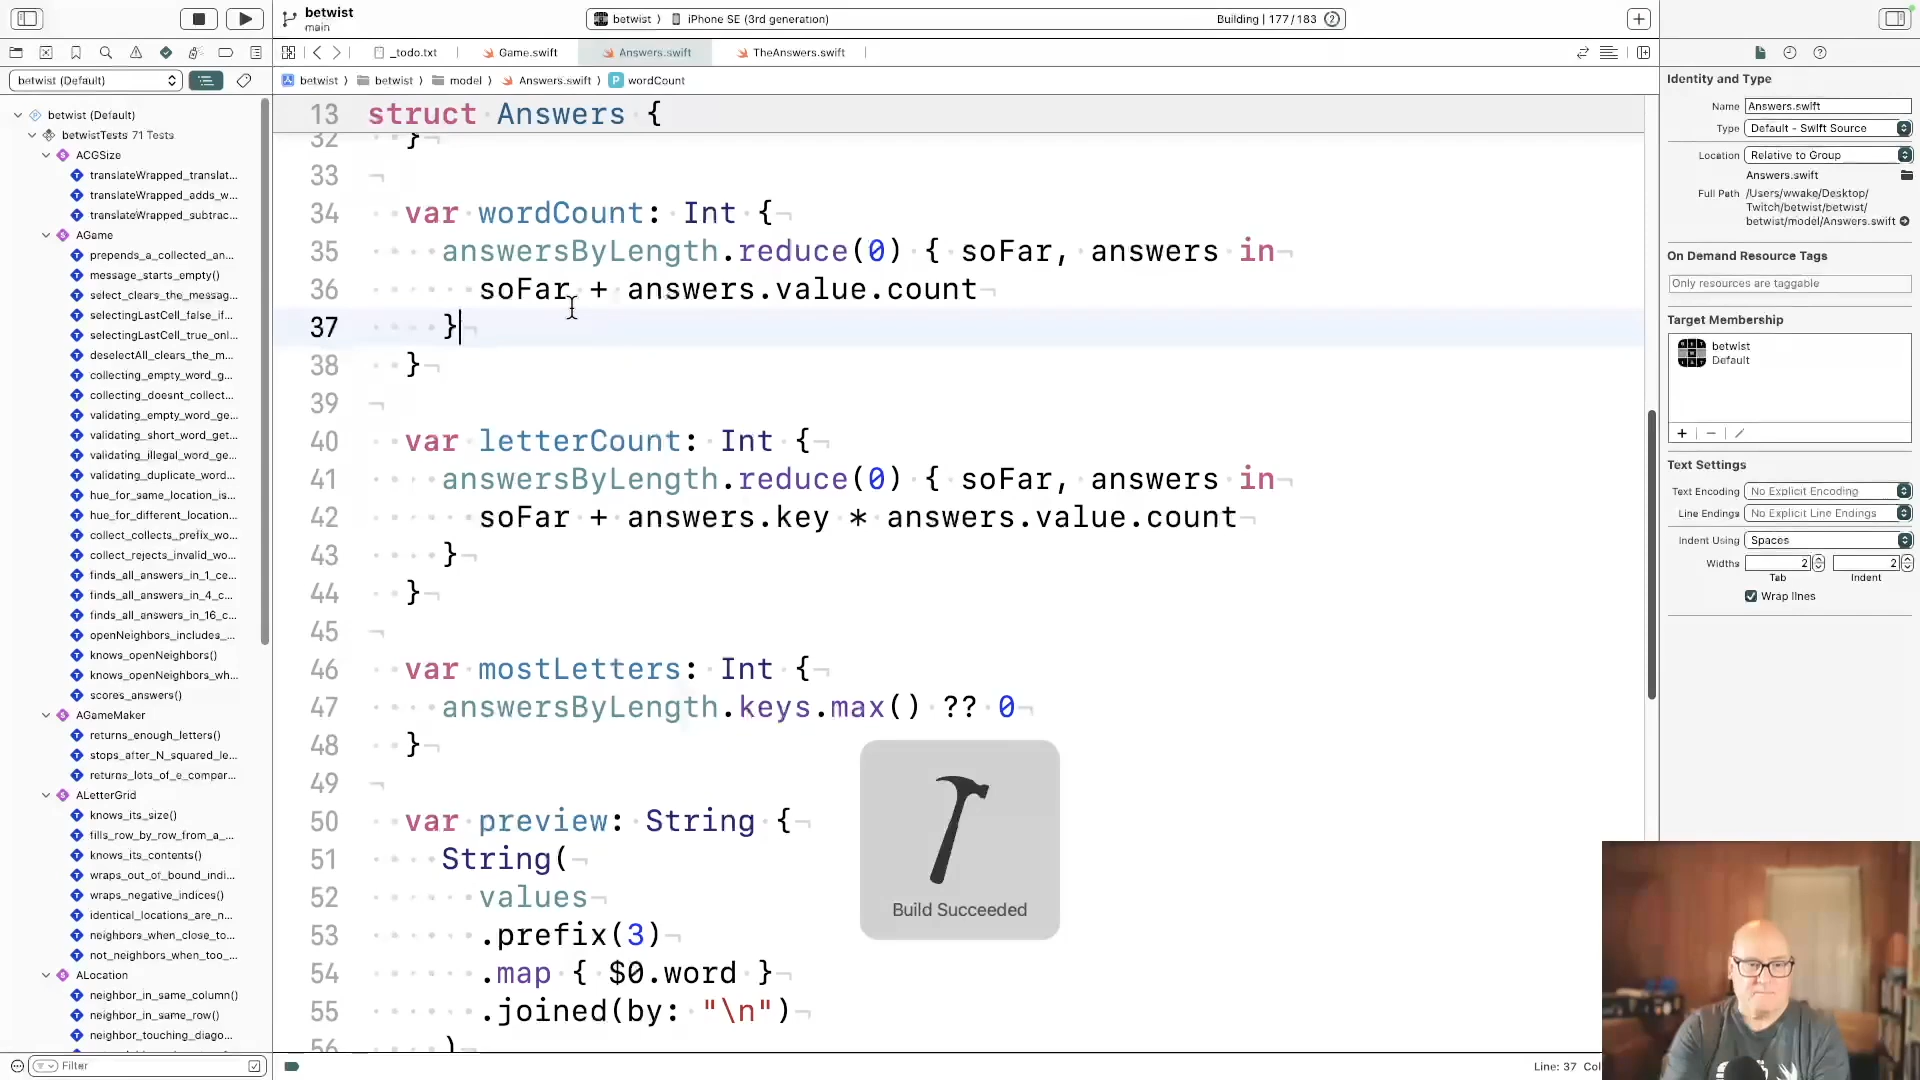 betwist
main
betwist
iPhone SE (3rd generation)
Building | 177/183
2
_todo.txt
Game.swift
Answers.swift
TheAnswers.swift
betwist (Default)
betwist
betwist
model
Answers.swift
P
wordCount
betwist (Default)
betwistTests 71 Tests
ACGSize
translateWrapped_translat...
translateWrapped_adds_w...
translateWrapped_subtrac...
AGame
prepends_a_collected_an...
message_starts_empty()
select_clears_the_messag...
selectingLastCell_false_if...
selectingLastCell_true_onl...
deselectAll_clears_the_m...
collecting_empty_word_g...
collecting_doesnt_collect...
validating_empty_word_ge...
validating_short_word_get...
validating_illegal_word_ge...
validating_duplicate_word...
hue_for_same_location_is...
hue_for_different_location...
collect_collects_prefix_wo...
collect_rejects_invalid_wo...
finds_all_answers_in_1_ce...
finds_all_answers_in_4_c...
finds_all_answers_in_16_c...
openNeighbors_includes_...
knows_openNeighbors()
knows_openNeighbors_wh...
scores_answers()
AGameMaker
returns_enough_letters()
stops_after_N_squared_le...
returns_lots_of_e_compar...
ALetterGrid
knows_its_size()
fills_row_by_row_from_a_...
knows_its_contents()
wraps_out_of_bound_indi...
wraps_negative_indices()
identical_locations_are_n...
neighbors_when_close_to...
not_neighbors_when_too_...
ALocation
neighbor_in_same_column()
neighbor_in_same_row()
neighbor_touching_diago...
Filter
13 struct Answers {
32 }
33
34 var wordCount: Int {
35 answersByLength.reduce(0) { soFar, answers in
36 soFar + answers.value.count
37 }
38 }
39
40 var letterCount: Int {
41 answersByLength.reduce(0) { soFar, answers in
42 soFar + answers.key * answers.value.count
43 }
44 }
45
46 var mostLetters: Int {
47 answersByLength.keys.max() ?? 0
48 }
49
50 var preview: String {
51 String(
52 values
53 .prefix(3)
54 .map { $0.word }
55 .joined(by: "\n")
56 )
Build Succeeded
Line: 37 Co
Identity and Type
Name Answers.swift
Type Default - Swift Source
Location Relative to Group
Answers.swift
Full Path /Users/wwake/Desktop/
Twitch/betwist/betwist/
betwist/model/Answers.swift
On Demand Resource Tags
Only resources are taggable
Target Membership
betwist
Default
Text Settings
Text Encoding No Explicit Encoding
Line Endings No Explicit Line Endings
Indent Using Spaces
Widths 2 2
Tab Indent
Wrap lines